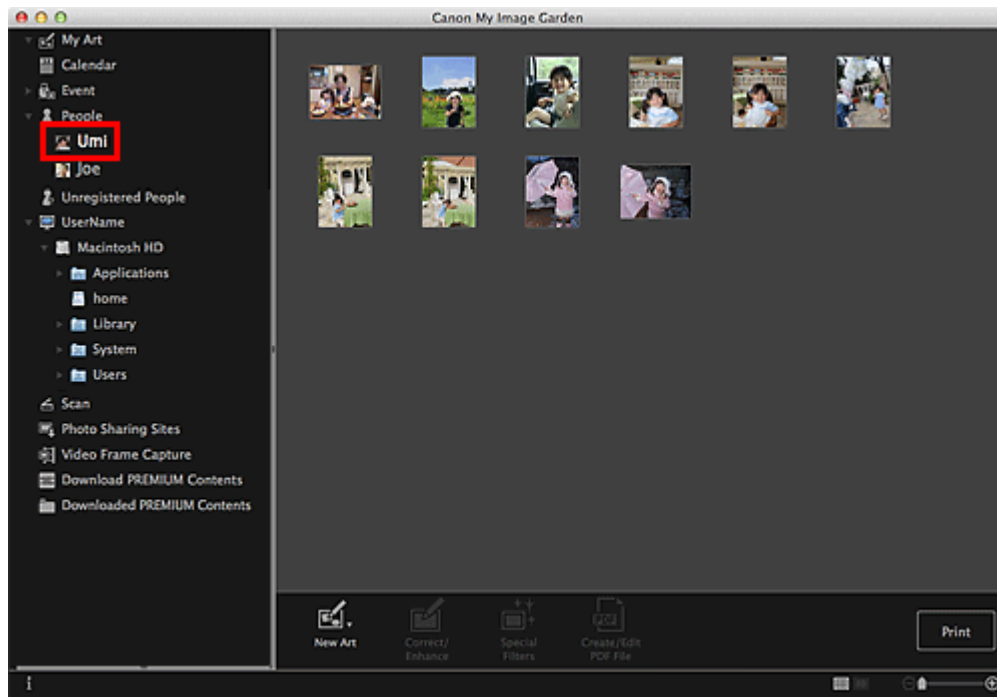 Canon My Image Garden
My Art
Calendar
Event
People
Umi
Joe
Unregistered People
UserName
Macintosh HD
Applications
home
Library
System
Users
Scan
Photo Sharing Sites
Video Frame Capture
Download PREMIUM Contents
Downloaded PREMIUM Contents
New Art
Correct/
Enhance
Special
Filters
Create/Edit
PDF File
Print